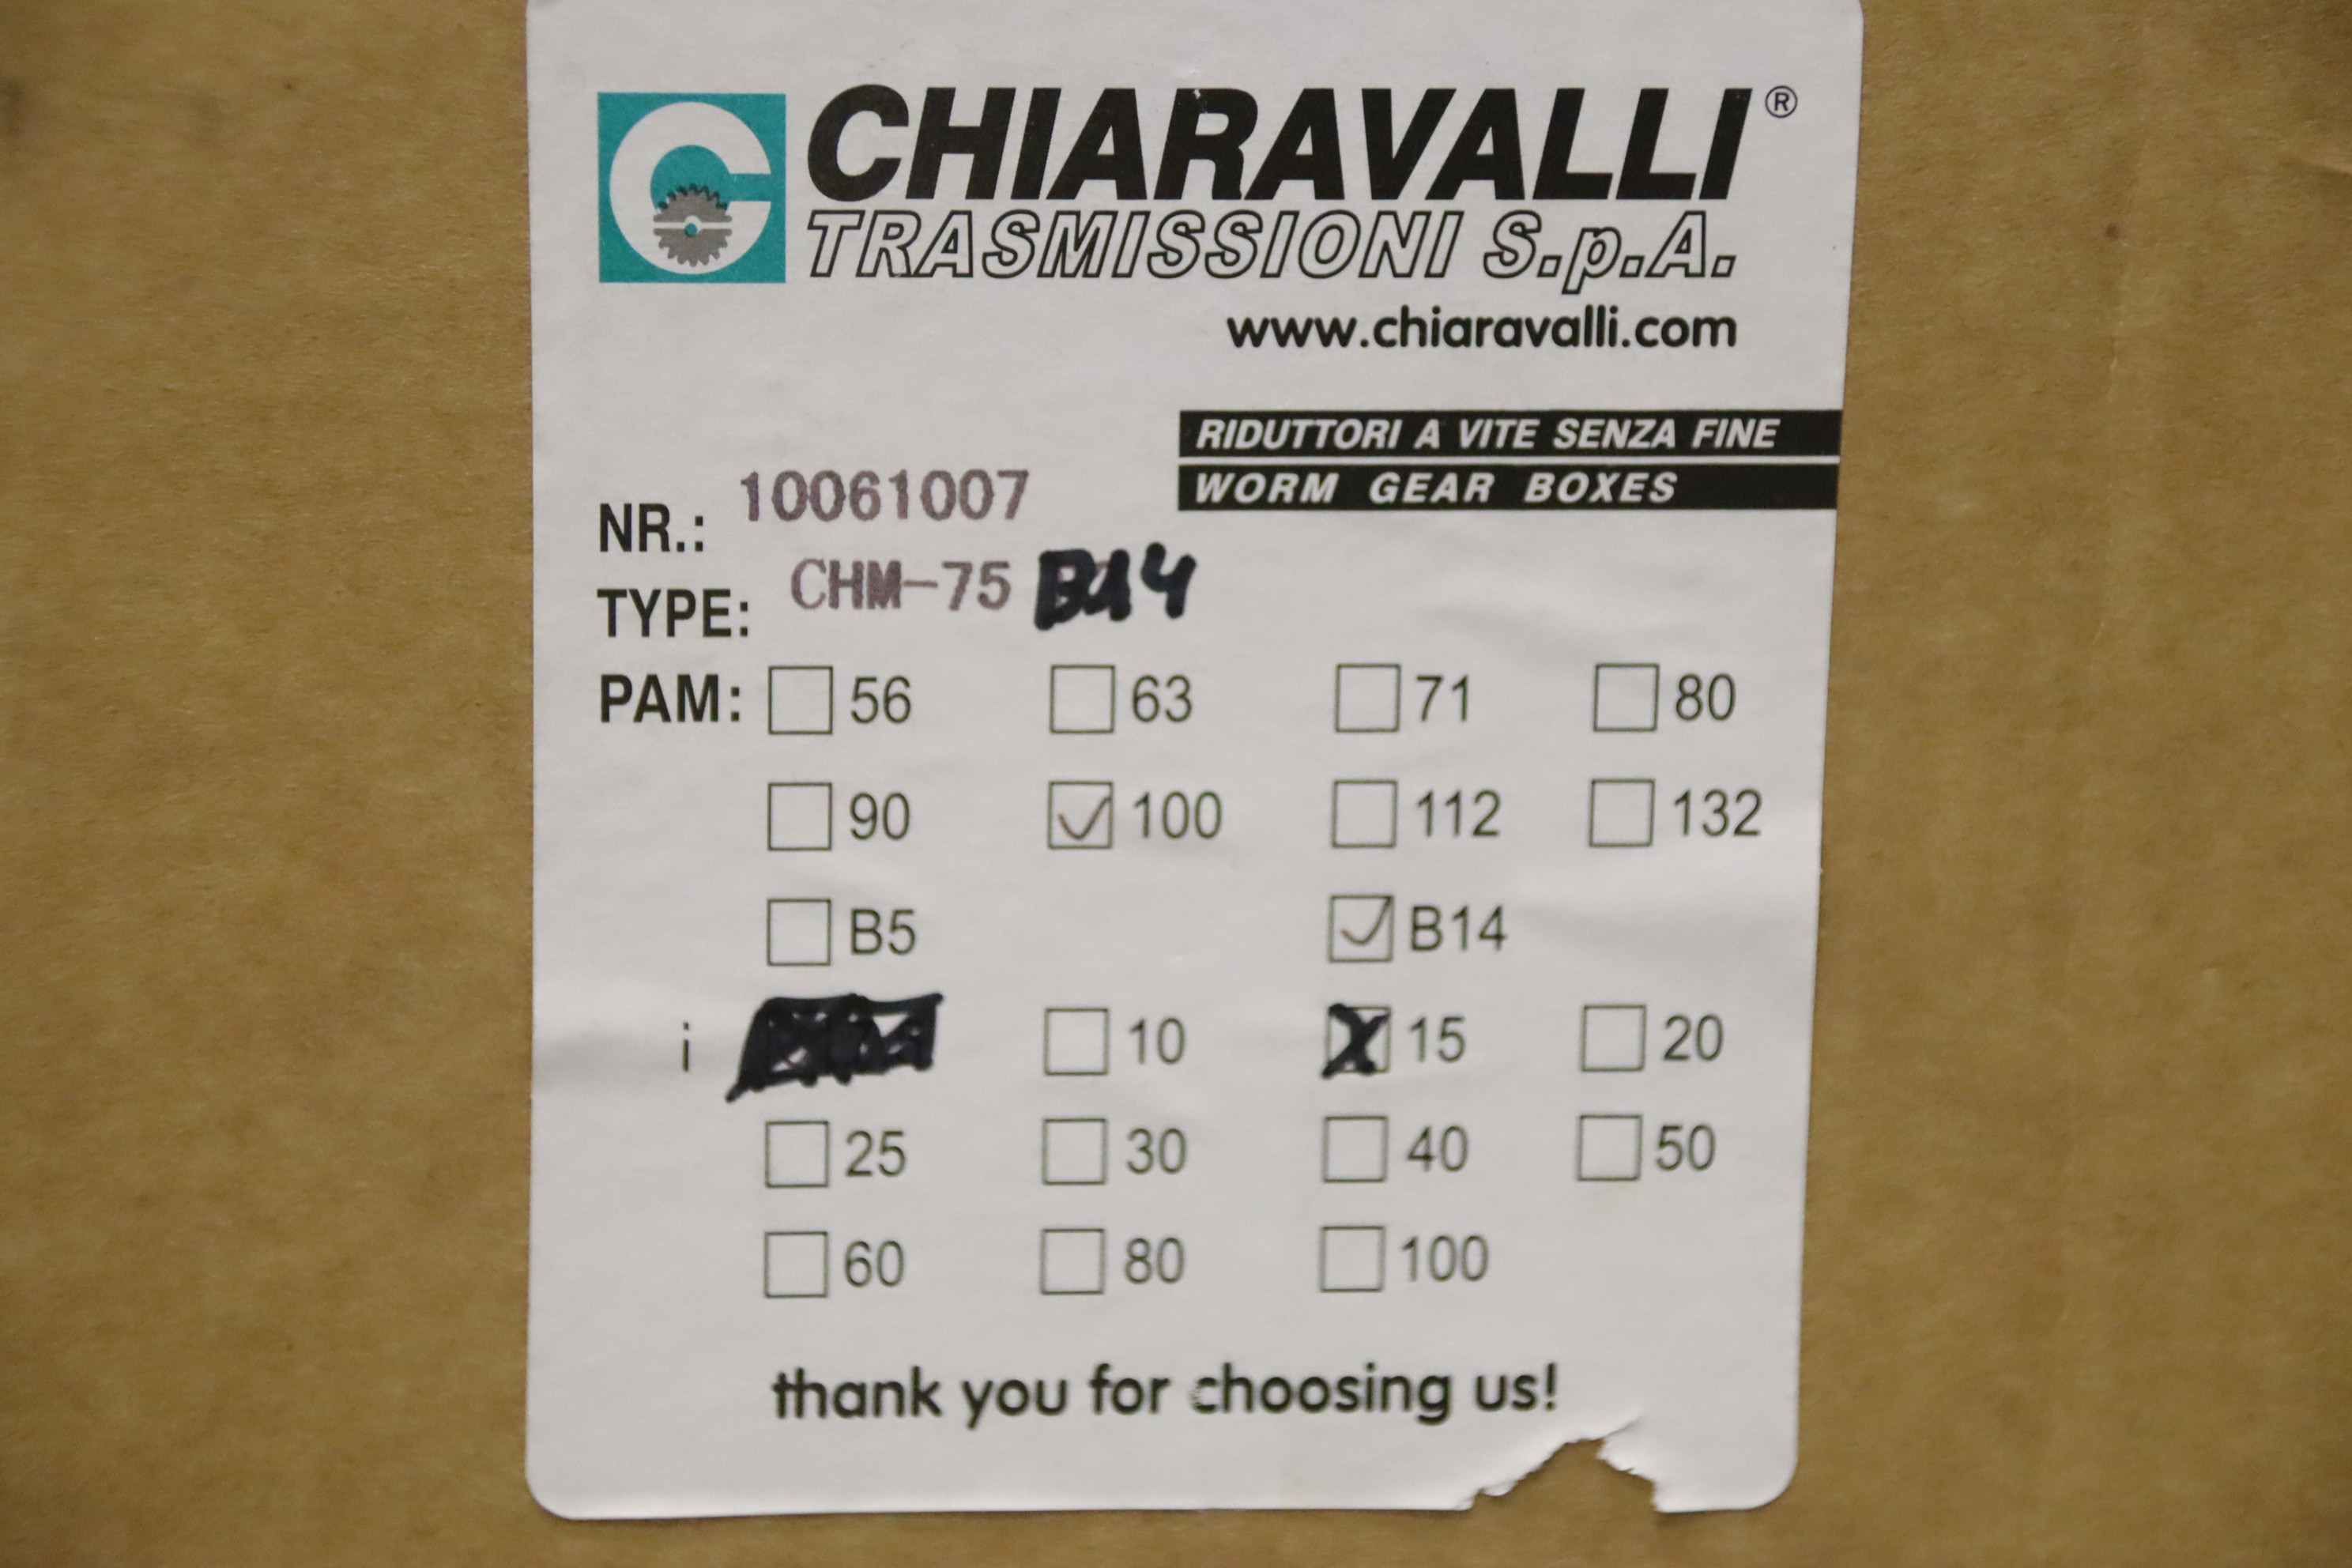 CHIARAVALLI®
TRASMISSIONI S.p.A.
www.chiaravalli.com
RIDUTTORI A VITE SENZA FINE
WORM GEAR BOXES
NR.: 10061007
TYPE: CHM-75 B14
PAM: 56 63 71 80
90 100 112 132
B5 B14
i 10 15 20
25 30 40 50
60 80 100
thank you for choosing us!